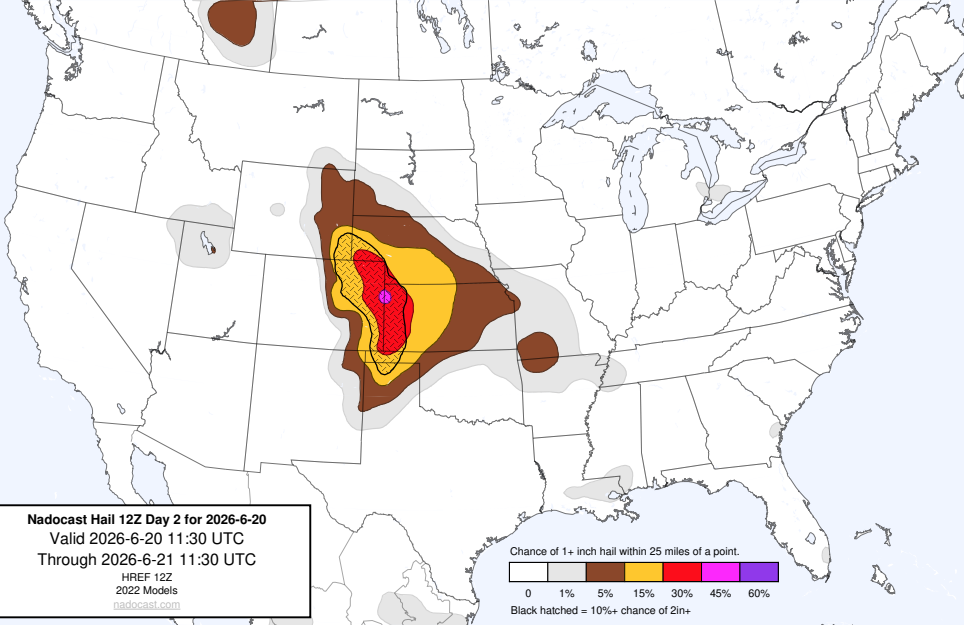 Nadocast Hail 12Z Day 2 for 2026-6-20
Valid 2026-6-20 11:30 UTC
Through 2026-6-21 11:30 UTC
HREF 12Z
2022 Models
nadocast.com
Chance of 1+ inch hail within 25 miles of a point.
0 1% 5% 15% 30% 45% 60%
Black hatched = 10%+ chance of 2in+